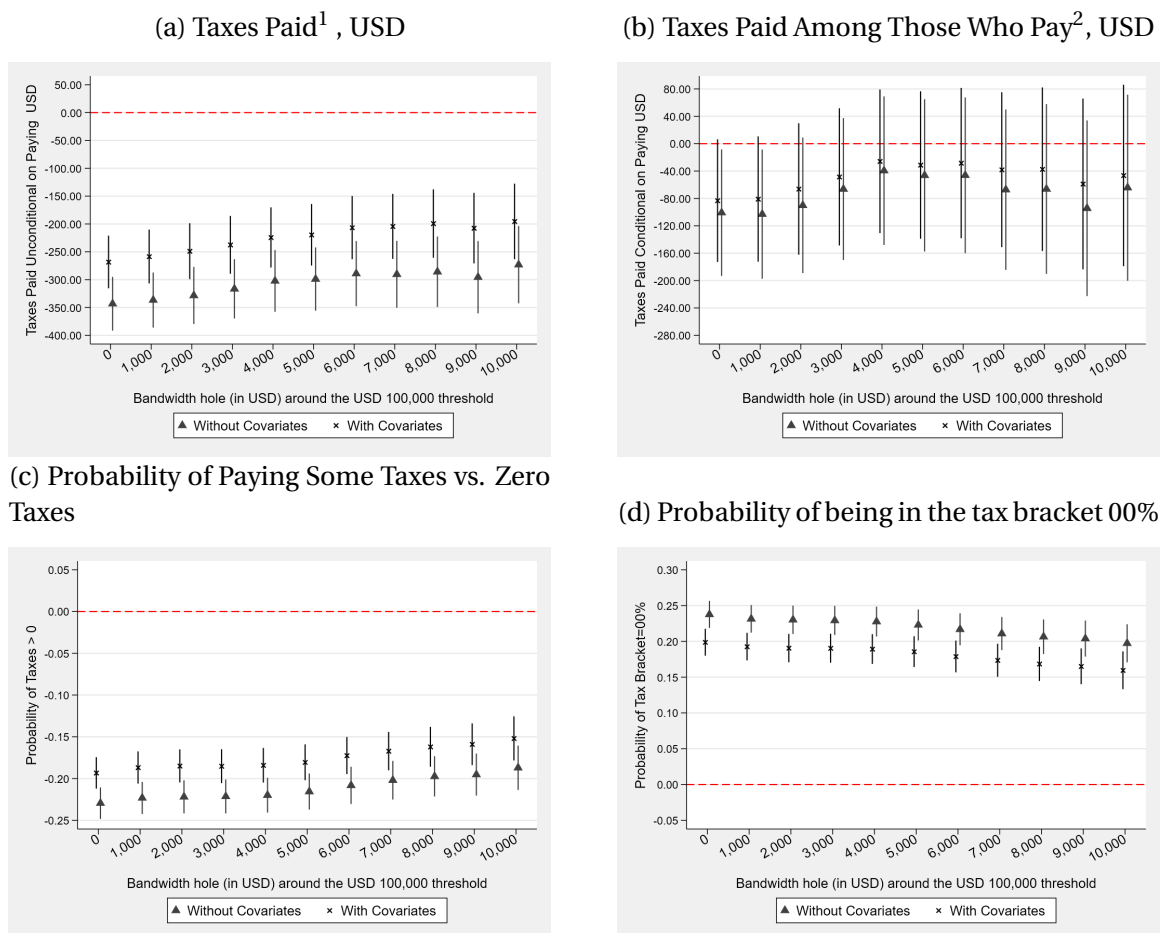 (a) Taxes Paid¹ , USD
Taxes Paid Unconditional on Paying USD
50.00
0.00
-50.00
-100.00
-150.00
-200.00
-250.00
-300.00
-350.00
-400.00
0 1,000 2,000 3,000 4,000 5,000 6,000 7,000 8,000 9,000 10,000
Bandwidth hole (in USD) around the USD 100,000 threshold
Without Covariates With Covariates
(b) Taxes Paid Among Those Who Pay², USD
Taxes Paid Conditional on Paying USD
80.00
40.00
0.00
-40.00
-80.00
-120.00
-160.00
-200.00
-240.00
-280.00
0 1,000 2,000 3,000 4,000 5,000 6,000 7,000 8,000 9,000 10,000
Bandwidth hole (in USD) around the USD 100,000 threshold
Without Covariates With Covariates
(c) Probability of Paying Some Taxes vs. Zero
Taxes
Probability of Taxes > 0
0.05
0.00
-0.05
-0.10
-0.15
-0.20
-0.25
0 1,000 2,000 3,000 4,000 5,000 6,000 7,000 8,000 9,000 10,000
Bandwidth hole (in USD) around the USD 100,000 threshold
Without Covariates With Covariates
(d) Probability of being in the tax bracket 00%
Probability of Tax Bracket=00%
0.30
0.25
0.20
0.15
0.10
0.05
0.00
-0.05
0 1,000 2,000 3,000 4,000 5,000 6,000 7,000 8,000 9,000 10,000
Bandwidth hole (in USD) around the USD 100,000 threshold
Without Covariates With Covariates